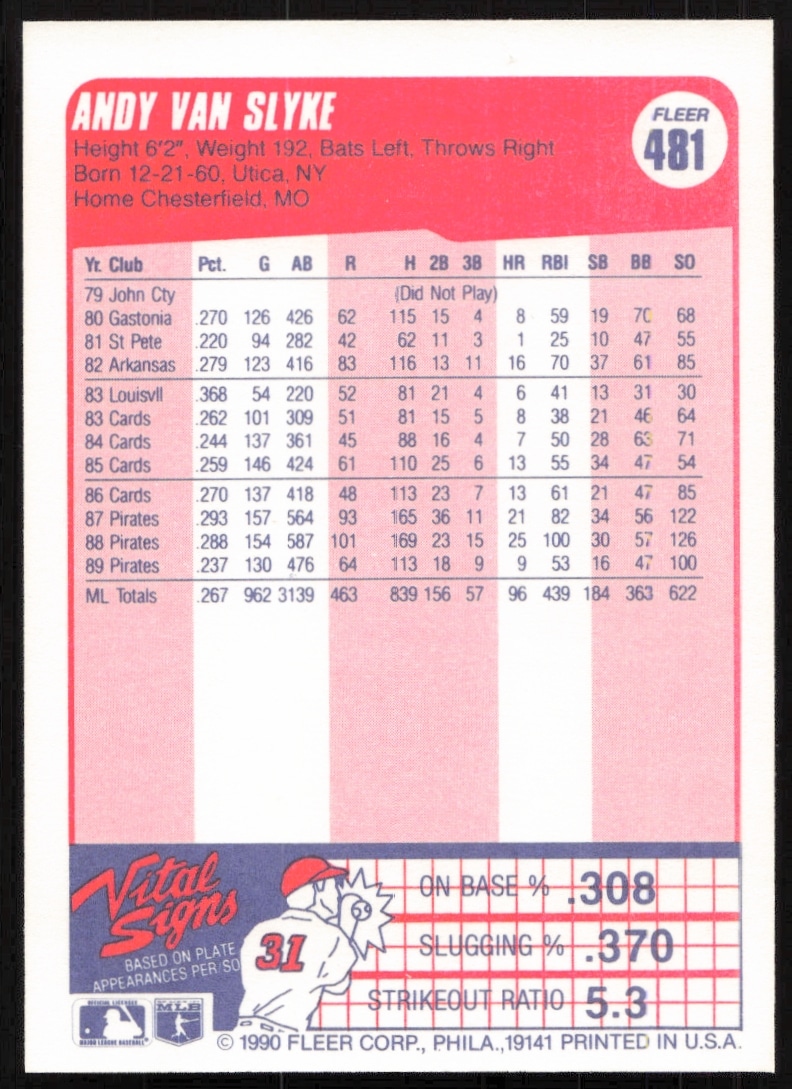 ANDY VAN SLYKE
FLEER
481
Height 6'2", Weight 192, Bats Left, Throws Right
Born 12-21-60, Utica, NY
Home Chesterfield, MO
Yr. Club Pct. G AB R H 2B 3B HR RBI SB BB SO
79 John Cty (Did Not Play)
80 Gastonia .270 126 426 62 115 15 4 8 59 19 70 68
81 St Pete .220 94 282 42 62 11 3 1 25 10 47 55
82 Arkansas .279 123 416 83 116 13 11 16 70 37 61 85
83 Louisvll .368 54 220 52 81 21 4 6 41 13 31 30
83 Cards .262 101 309 51 81 15 5 8 38 21 46 64
84 Cards .244 137 361 45 88 16 4 7 50 28 63 71
85 Cards .259 146 424 61 110 25 6 13 55 34 47 54
86 Cards .270 137 418 48 113 23 7 13 61 21 47 85
87 Pirates .293 157 564 93 165 36 11 21 82 34 56 122
88 Pirates .288 154 587 101 169 23 15 25 100 30 57 126
89 Pirates .237 130 476 64 113 18 9 9 53 16 47 100
ML Totals .267 962 3139 463 839 156 57 96 439 184 363 622
Vital
Signs
BASED ON PLATE
APPEARANCES PER/SO
31
ON BASE % .308
SLUGGING % .370
STRIKEOUT RATIO 5.3
OFFICIAL LICENSEE
MAJOR LEAGUE BASEBALL
MLB
© 1990 FLEER CORP., PHILA.,19141 PRINTED IN U.S.A.